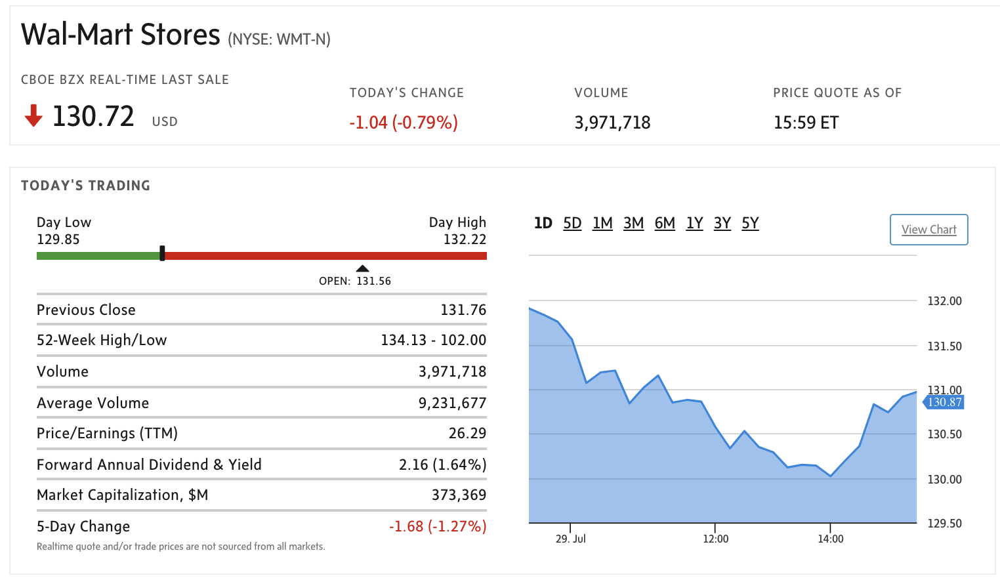 Wal-Mart Stores (NYSE: WMT-N)
CBOE BZX REAL-TIME LAST SALE
130.72 USD
TODAY'S CHANGE
-1.04 (-0.79%)
VOLUME
3,971,718
PRICE QUOTE AS OF
15:59 ET
TODAY'S TRADING
Day Low
129.85
Day High
132.22
OPEN: 131.56
Previous Close 131.76
52-Week High/Low 134.13 - 102.00
Volume 3,971,718
Average Volume 9,231,677
Price/Earnings (TTM) 26.29
Forward Annual Dividend & Yield 2.16 (1.64%)
Market Capitalization, $M 373,369
5-Day Change -1.68 (-1.27%)
Realtime quote and/or trade prices are not sourced from all markets.
1D 5D 1M 3M 6M 1Y 3Y 5Y
View Chart
132.00
131.50
131.00
130.87
130.50
130.00
129.50
29. Jul 12:00 14:00